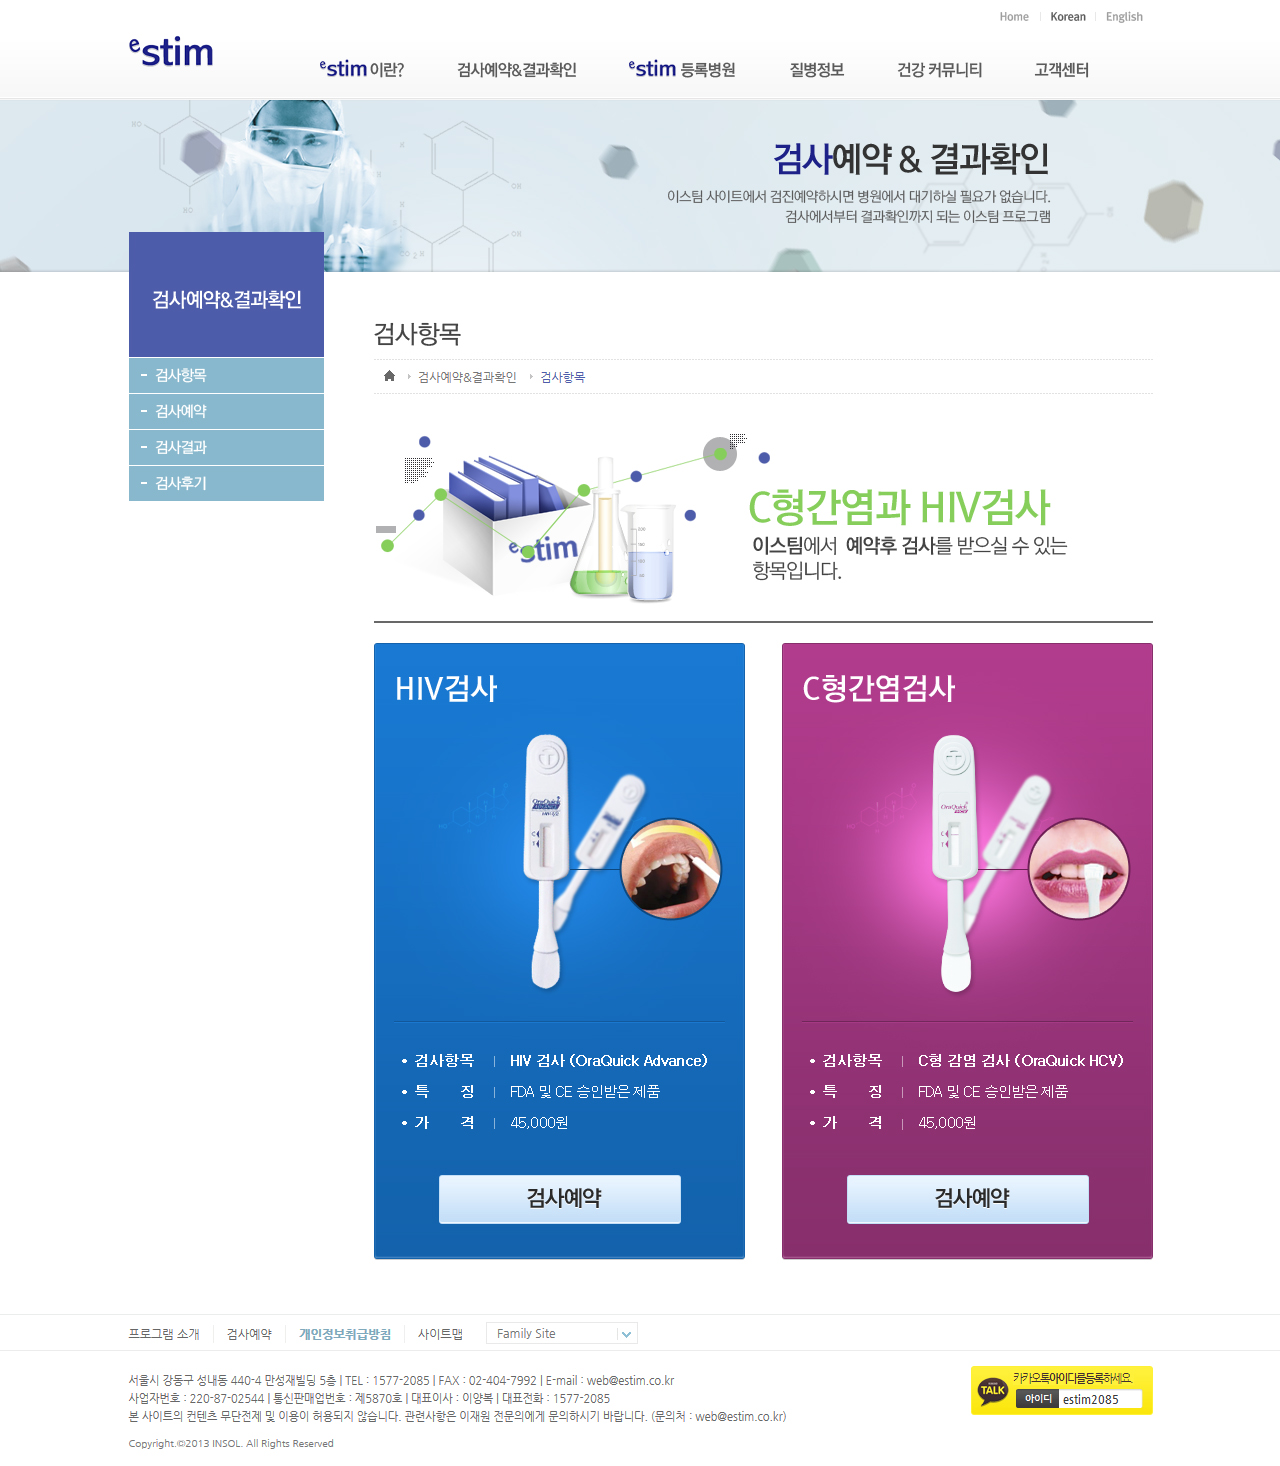 Home Korean English
estim
estim 이란? 검사예약&결과확인 estim 등록병원 질병정보 건강 커뮤니티 고객센터
검사예약 & 결과확인
이스팀 사이트에서 검진예약하시면 병원에서 대기하실 필요가 없습니다.
검사에서부터 결과확인까지 되는 이스팀 프로그램
검사예약&결과확인
- 검사항목
- 검사예약
- 검사결과
- 검사후기
검사항목
검사예약&결과확인 검사항목
estim
C형간염과 HIV검사
이스팀에서 예약후 검사를 받으실 수 있는
항목입니다.
HIV검사
OraQuick
C
T
• 검사항목 | HIV 검사 (OraQuick Advance)
• 특 징 | FDA 및 CE 승인받은 제품
• 가 격 | 45,000원
검사예약
C형간염검사
OraQuick
C
T
• 검사항목 | C형 감염 검사 (OraQuick HCV)
• 특 징 | FDA 및 CE 승인받은 제품
• 가 격 | 45,000원
검사예약
프로그램 소개 검사예약 개인정보취급방침 사이트맵 Family Site
서울시 강동구 성내동 440-4 만성재빌딩 5층 | TEL : 1577-2085 | FAX : 02-404-7992 | E-mail : web@estim.co.kr
사업자번호 : 220-87-02544 | 통신판매업번호 : 제5870호 | 대표이사 : 이양복 | 대표전화 : 1577-2085
본 사이트의 컨텐츠 무단전제 및 이용이 허용되지 않습니다. 관련사항은 이재원 전문의에게 문의하시기 바랍니다. (문의처 : web@estim.co.kr)
Copyright.©2013 INSOL. All Rights Reserved
TALK
카카오톡아이디를등록하세요.
아이디 estim2085